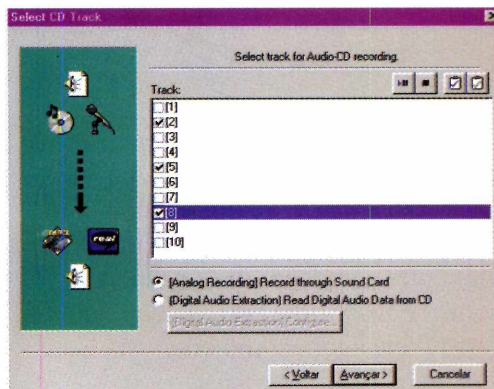 Select CD Track
Select track for Audio-CD recording.
Track:
[1]
[2]
[3]
[4]
[5]
[6]
[7]
[8]
[9]
[10]
real
[Analog Recording] Record through Sound Card
[Digital Audio Extraction] Read Digital Audio Data from CD
[Digital Audio Extraction] Configure...
< Voltar
Avançar >
Cancelar